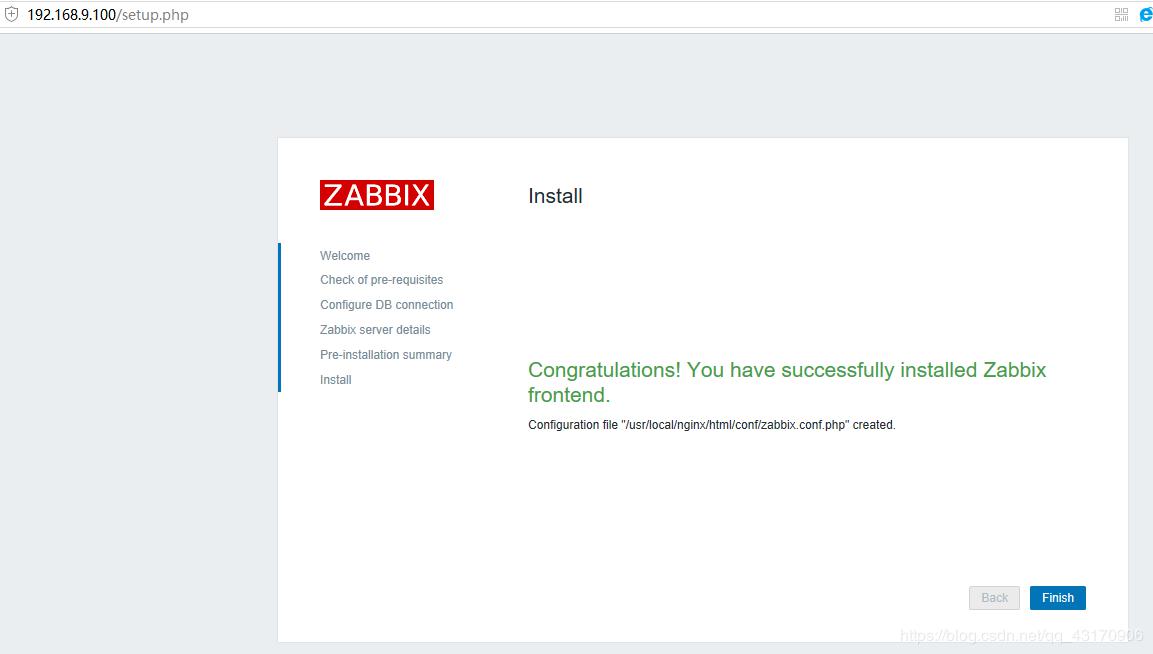 192.168.9.100/setup.php
ZABBIX
Install
Welcome
Check of pre-requisites
Configure DB connection
Zabbix server details
Pre-installation summary
Install
Congratulations! You have successfully installed Zabbix
frontend.
Configuration file "/usr/local/nginx/html/conf/zabbix.conf.php" created.
Back
Finish
https://blog.csdn.net/qq_43170906